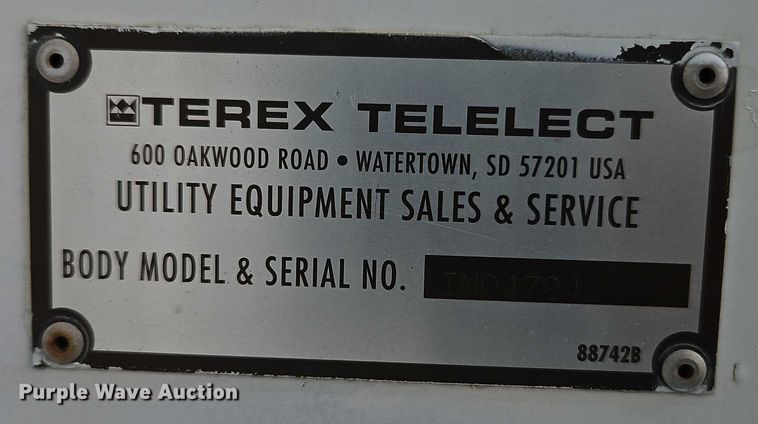 TEREX TELELECT
600 OAKWOOD ROAD • WATERTOWN, SD 57201 USA
UTILITY EQUIPMENT SALES & SERVICE
BODY MODEL & SERIAL NO. TN04724
88742B
Purple Wave Auction